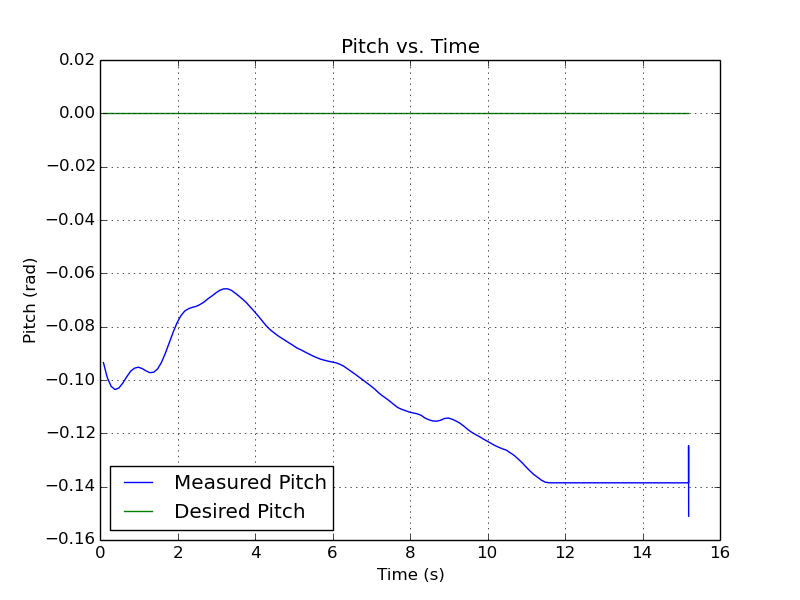 Pitch vs. Time
0.02
0.00
−0.02
−0.04
−0.06
−0.08
−0.10
−0.12
−0.14
−0.16
Pitch (rad)
Measured Pitch
Desired Pitch
0 2 4 6 8 10 12 14 16
Time (s)